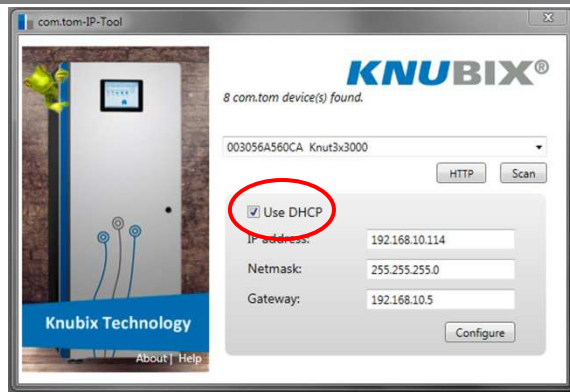 com.tom-IP-Tool
KNUBIX®
8 com.tom device(s) found.
003056A560CA Knut3x3000
HTTP Scan
Use DHCP
IP address: 192.168.10.114
Netmask: 255.255.255.0
Gateway: 192.168.10.5
Configure
Knubix Technology
About | Help